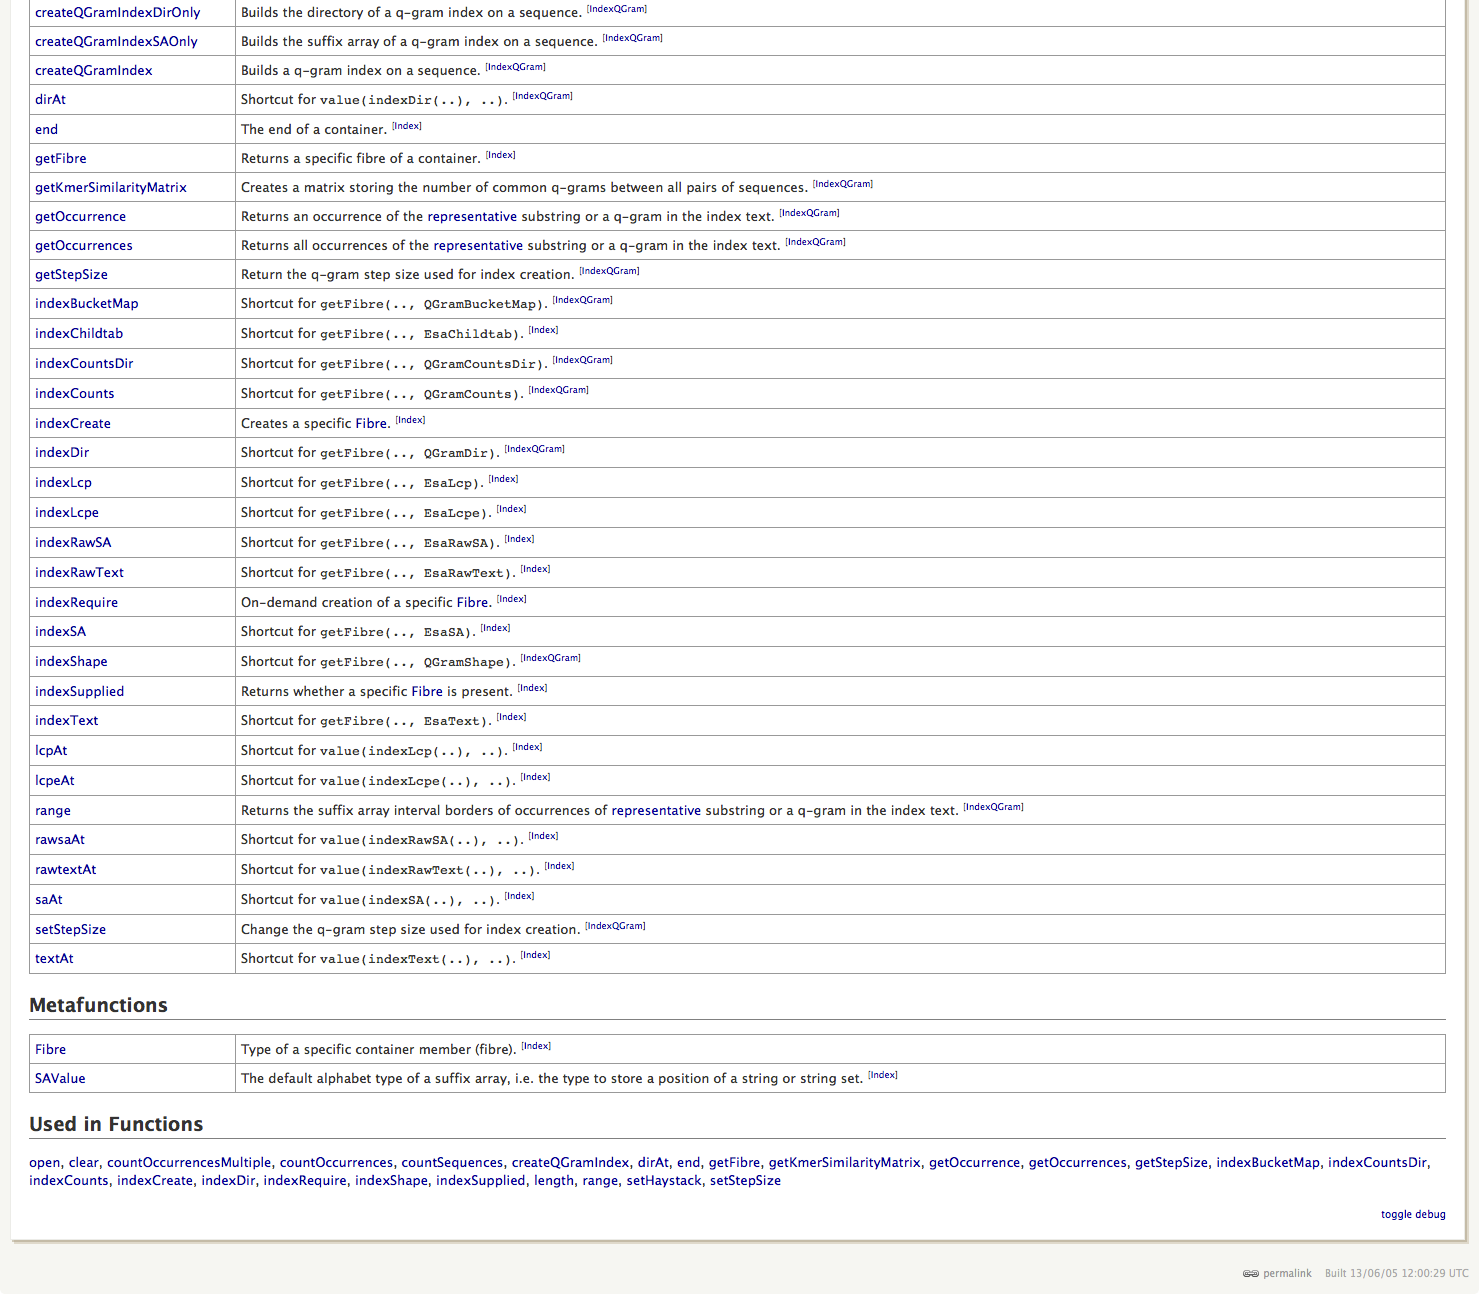 createQGramIndexDirOnly Builds the directory of a q-gram index on a sequence. [IndexQGram]
createQGramIndexSAOnly Builds the suffix array of a q-gram index on a sequence. [IndexQGram]
createQGramIndex Builds a q-gram index on a sequence. [IndexQGram]
dirAt Shortcut for value(indexDir(..), ..). [IndexQGram]
end The end of a container. [Index]
getFibre Returns a specific fibre of a container. [Index]
getKmerSimilarityMatrix Creates a matrix storing the number of common q-grams between all pairs of sequences. [IndexQGram]
getOccurrence Returns an occurrence of the representative substring or a q-gram in the index text. [IndexQGram]
getOccurrences Returns all occurrences of the representative substring or a q-gram in the index text. [IndexQGram]
getStepSize Return the q-gram step size used for index creation. [IndexQGram]
indexBucketMap Shortcut for getFibre(.., QGramBucketMap). [IndexQGram]
indexChildtab Shortcut for getFibre(.., EsaChildtab). [Index]
indexCountsDir Shortcut for getFibre(.., QGramCountsDir). [IndexQGram]
indexCounts Shortcut for getFibre(.., QGramCounts). [IndexQGram]
indexCreate Creates a specific Fibre. [Index]
indexDir Shortcut for getFibre(.., QGramDir). [IndexQGram]
indexLcp Shortcut for getFibre(.., EsaLcp). [Index]
indexLcpe Shortcut for getFibre(.., EsaLcpe). [Index]
indexRawSA Shortcut for getFibre(.., EsaRawSA). [Index]
indexRawText Shortcut for getFibre(.., EsaRawText). [Index]
indexRequire On-demand creation of a specific Fibre. [Index]
indexSA Shortcut for getFibre(.., EsaSA). [Index]
indexShape Shortcut for getFibre(.., QGramShape). [IndexQGram]
indexSupplied Returns whether a specific Fibre is present. [Index]
indexText Shortcut for getFibre(.., EsaText). [Index]
lcpAt Shortcut for value(indexLcp(..), ..). [Index]
lcpeAt Shortcut for value(indexLcpe(..), ..). [Index]
range Returns the suffix array interval borders of occurrences of representative substring or a q-gram in the index text. [IndexQGram]
rawsaAt Shortcut for value(indexRawSA(..), ..). [Index]
rawtextAt Shortcut for value(indexRawText(..), ..). [Index]
saAt Shortcut for value(indexSA(..), ..). [Index]
setStepSize Change the q-gram step size used for index creation. [IndexQGram]
textAt Shortcut for value(indexText(..), ..). [Index]
Metafunctions
Fibre Type of a specific container member (fibre). [Index]
SAValue The default alphabet type of a suffix array, i.e. the type to store a position of a string or string set. [Index]
Used in Functions
open, clear, countOccurrencesMultiple, countOccurrences, countSequences, createQGramIndex, dirAt, end, getFibre, getKmerSimilarityMatrix, getOccurrence, getOccurrences, getStepSize, indexBucketMap, indexCountsDir,
indexCounts, indexCreate, indexDir, indexRequire, indexShape, indexSupplied, length, range, setHaystack, setStepSize
toggle debug
permalink Built 13/06/05 12:00:29 UTC